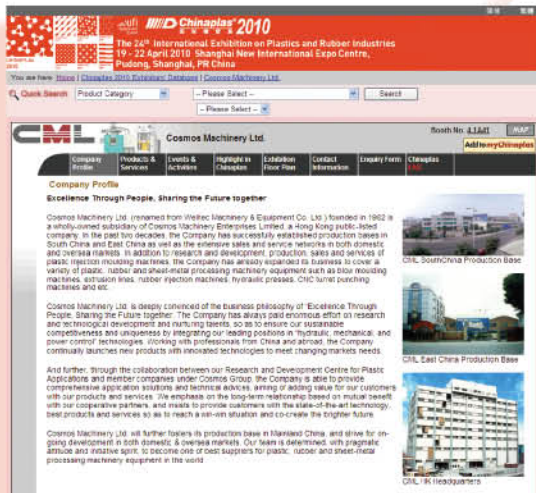 繁體
ufi
Chinaplas® 2010
The 24th International Exhibition on Plastics and Rubber Industries
19 - 22 April 2010 Shanghai New International Expo Centre,
Pudong, Shanghai, PR China
You are here: Home | Chinaplas 2010 Exhibitors' Database | Cosmos Machinery Ltd.
Quick Search Product Category -- Please Select -- Search
-- Please Select --
CML Cosmos Machinery Ltd. Booth No. MAP
Add to myChinaplas
Company Profile Products & Services Events & Activities Highlight in Chinaplas Exhibition Floor Plan Contact Information Enquiry Form Chinaplas
Company Profile
Excellence Through People, Sharing the Future together
Cosmos Machinery Ltd. (renamed from Welltec Machinery & Equipment Co. Ltd.) founded in 1982 is
a wholly-owned subsidiary of Cosmos Machinery Enterprises Limited, a Hong Kong public-listed
company. In the past two decades, the Company has successfully established production bases in
South China and East China as well as the extensive sales and service networks in both domestic
and oversea markets. In addition to research and development, production, sales and services of
plastic injection moulding machines, the Company has already expanded its business to cover a
variety of plastic, rubber and sheet-metal processing machinery equipment such as blow moulding
machines, extrusion lines, rubber injection machines, hydraulic presses, CNC turret punching
machines and etc.
CML SouthChina Production Base
Cosmos Machinery Ltd. is deeply convinced of the business philosophy of "Excellence Through
People, Sharing the Future together. The Company has always paid enormous effort on research
and technological development and nurturing talents, so as to ensure our sustainable
competitiveness and uniqueness by integrating our leading positions in "hydraulic, mechanical, and
power control" technologies. Working with professionals from China and abroad, the Company
continually launches new products with innovated technologies to meet changing markets needs.
CML East China Production Base
And further, through the collaboration between our Research and Development Centre for Plastic
Applications and member companies under Cosmos Group, the Company is able to provide
comprehensive application solutions and technical advices, aiming of adding value for our customers
with our products and services. We emphasis on the long-term relationship based on mutual benefit
with our cooperative partners, and insists to provide customers with the state-of-the-art technology,
best products and services so as to reach a win-win situation and co-create the brighter future.
Cosmos Machinery Ltd. will further fosters its production base in Mainland China, and strive for on-
going development in both domestic & oversea markets. Our team is determined, with pragmatic
attitude and initiative spirit, to become one of best suppliers for plastic, rubber and sheet-metal
processing machinery equipment in the world.
CML HK Headquarters